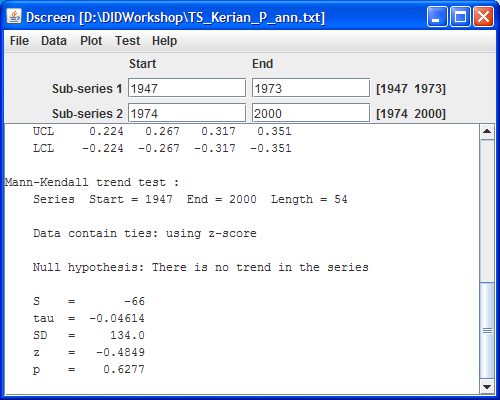 Dscreen [D:\DIDWorkshop\TS_Kerian_P_ann.txt]
File Data Plot Test Help
Start End
Sub-series 1 1947 1973 [1947 1973]
Sub-series 2 1974 2000 [1974 2000]
UCL 0.224 0.267 0.317 0.351
LCL -0.224 -0.267 -0.317 -0.351
Mann-Kendall trend test :
Series Start = 1947 End = 2000 Length = 54
Data contain ties: using z-score
Null hypothesis: There is no trend in the series
S = -66
tau = -0.04614
SD = 134.0
z = -0.4849
p = 0.6277